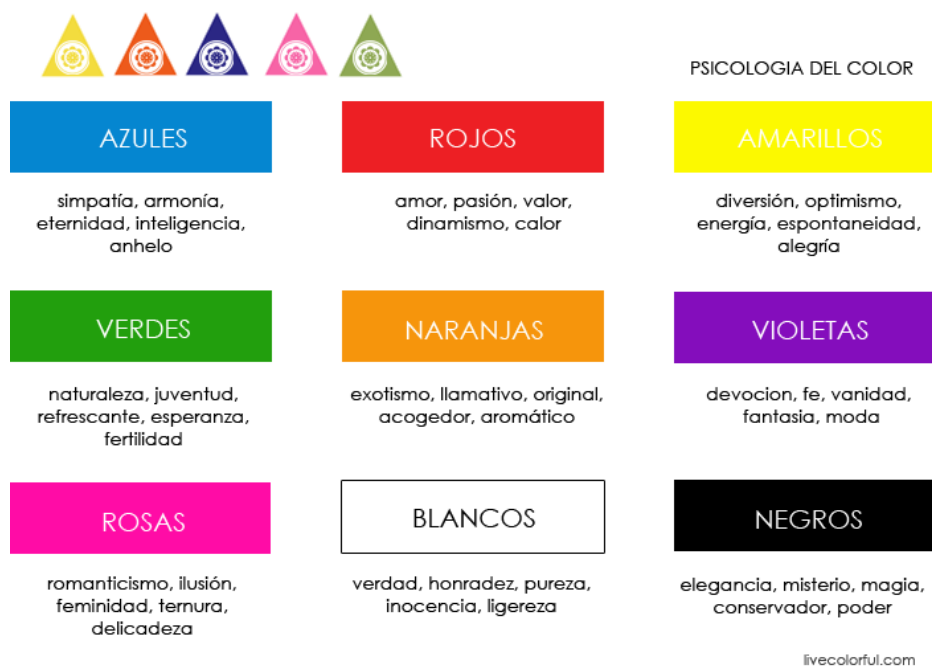 PSICOLOGIA DEL COLOR
AZULES
simpatía, armonía,
eternidad, inteligencia,
anhelo
ROJOS
amor, pasión, valor,
dinamismo, calor
AMARILLOS
diversión, optimismo,
energía, espontaneidad,
alegría
VERDES
naturaleza, juventud,
refrescante, esperanza,
fertilidad
NARANJAS
exotismo, llamativo, original,
acogedor, aromático
VIOLETAS
devocion, fe, vanidad,
fantasia, moda
ROSAS
romanticismo, ilusión,
feminidad, ternura,
delicadeza
BLANCOS
verdad, honradez, pureza,
inocencia, ligereza
NEGROS
elegancia, misterio, magia,
conservador, poder
livecolorful.com